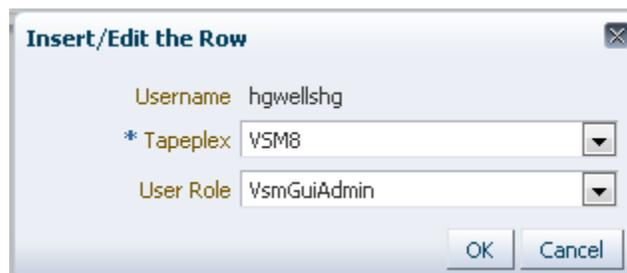 Insert/Edit the Row
Username hgwellshg
* Tapeplex VSM8
User Role VsmGuiAdmin
OK Cancel